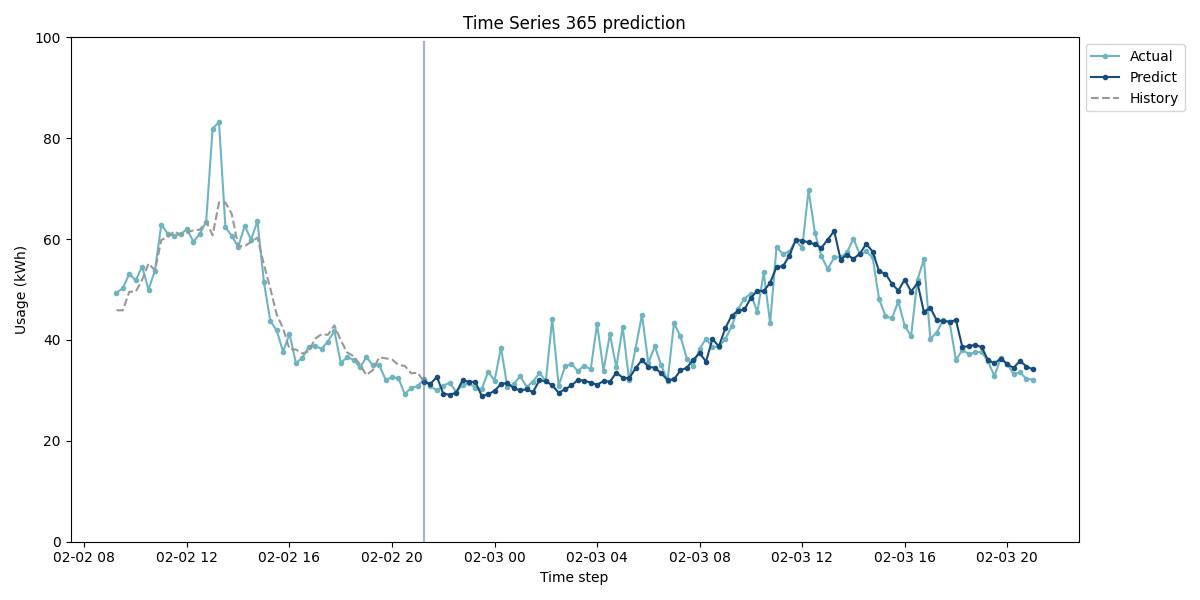 Time Series 365 prediction
100
80
60
40
20
0
Usage (kWh)
02-02 08
02-02 12
02-02 16
02-02 20
02-03 00
02-03 04
02-03 08
02-03 12
02-03 16
02-03 20
Time step
Actual
Predict
History